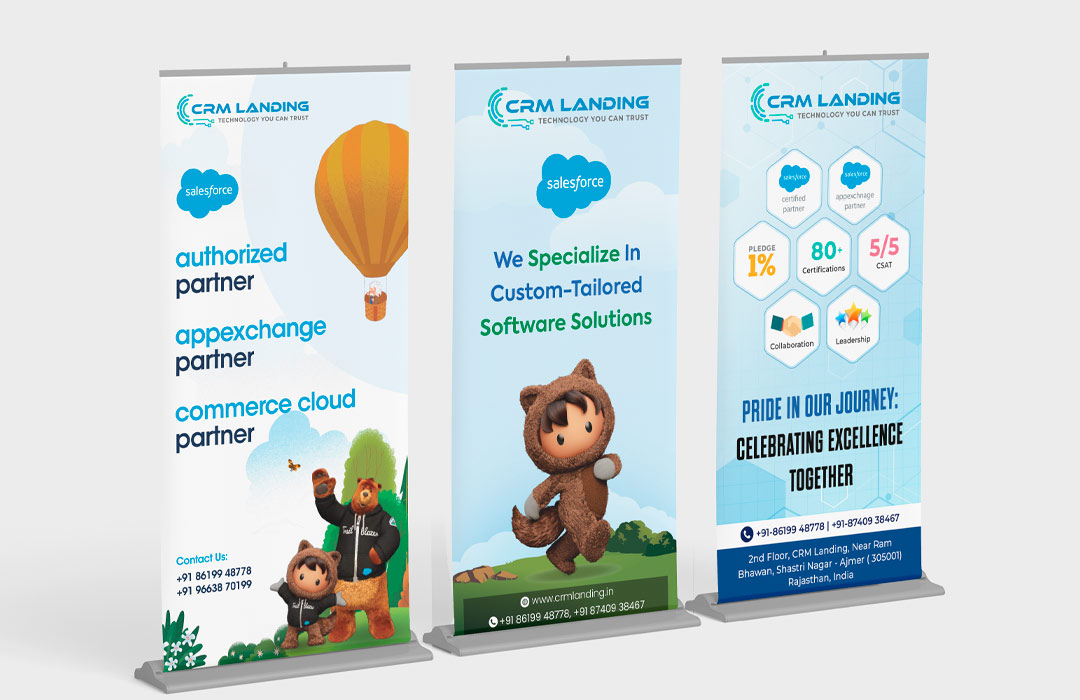 CRM LANDING
TECHNOLOGY YOU CAN TRUST
salesforce
authorized
partner
appexchange
partner
commerce cloud
partner
Contact Us:
+91 86199 48778
+91 96638 70199
Trailblazer
Trailblazer
CRM LANDING
TECHNOLOGY YOU CAN TRUST
salesforce
We Specialize In
Custom-Tailored
Software Solutions
www.crmlanding.in
+91 86199 48778, +91 87409 38467
CRM LANDING
TECHNOLOGY YOU CAN TRUST
salesforce
certified
partner
salesforce
appexchnage
partner
PLEDGE
1%
80+
Certifications
5/5
CSAT
Collaboration
Leadership
PRIDE IN OUR JOURNEY:
CELEBRATING EXCELLENCE
TOGETHER
+91-86199 48778 | +91-87409 38467
2nd Floor, CRM Landing, Near Ram
Bhawan, Shastri Nagar - Ajmer ( 305001)
Rajasthan, India